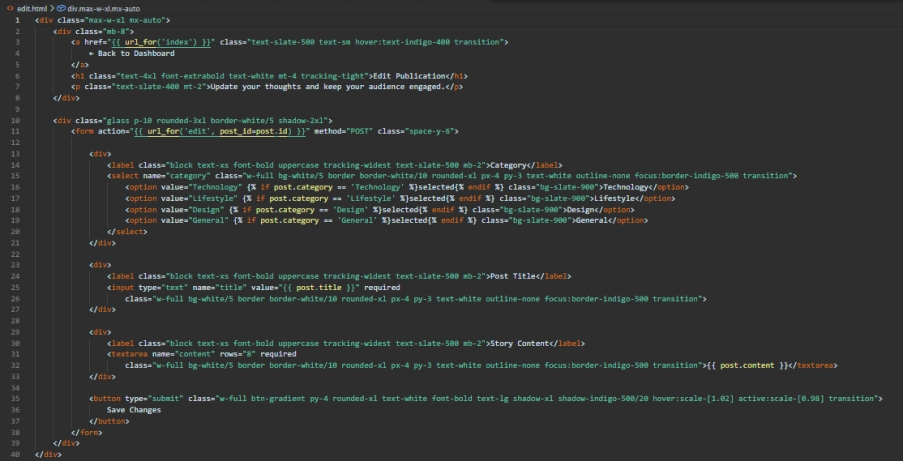 edit.html > div.max-w-xl.mx-auto
1 <div class="max-w-xl mx-auto">
2 <div class="mb-8">
3 <a href="{{ url_for('index') }}" class="text-slate-500 text-sm hover:text-indigo-400 transition">
4 ← Back to Dashboard
5 </a>
6 <h1 class="text-4xl font-extrabold text-white mt-4 tracking-tight">Edit Publication</h1>
7 <p class="text-slate-400 mt-2">Update your thoughts and keep your audience engaged.</p>
8 </div>
9
10 <div class="glass p-10 rounded-3xl border-white/5 shadow-2xl">
11 <form action="{{ url_for('edit', post_id=post.id) }}" method="POST" class="space-y-6">
12
13 <div>
14 <label class="block text-xs font-bold uppercase tracking-widest text-slate-500 mb-2">Category</label>
15 <select name="category" class="w-full bg-white/5 border border-white/10 rounded-xl px-4 py-3 text-white outline-none focus:border-indigo-500 transition">
16 <option value="Technology" {% if post.category == 'Technology' %}selected{% endif %} class="bg-slate-900">Technology</option>
17 <option value="Lifestyle" {% if post.category == 'Lifestyle' %}selected{% endif %} class="bg-slate-900">Lifestyle</option>
18 <option value="Design" {% if post.category == 'Design' %}selected{% endif %} class="bg-slate-900">Design</option>
19 <option value="General" {% if post.category == 'General' %}selected{% endif %} class="bg-slate-900">General</option>
20 </select>
21 </div>
22
23 <div>
24 <label class="block text-xs font-bold uppercase tracking-widest text-slate-500 mb-2">Post Title</label>
25 <input type="text" name="title" value="{{ post.title }}" required
26 class="w-full bg-white/5 border border-white/10 rounded-xl px-4 py-3 text-white outline-none focus:border-indigo-500 transition">
27 </div>
28
29 <div>
30 <label class="block text-xs font-bold uppercase tracking-widest text-slate-500 mb-2">Story Content</label>
31 <textarea name="content" rows="8" required
32 class="w-full bg-white/5 border border-white/10 rounded-xl px-4 py-3 text-white outline-none focus:border-indigo-500 transition">{{ post.content }}</textarea>
33 </div>
34
35 <button type="submit" class="w-full btn-gradient py-4 rounded-xl text-white font-bold text-lg shadow-xl shadow-indigo-500/20 hover:scale-[1.02] active:scale-[0.98] transition">
36 Save Changes
37 </button>
38 </form>
39 </div>
40 </div>